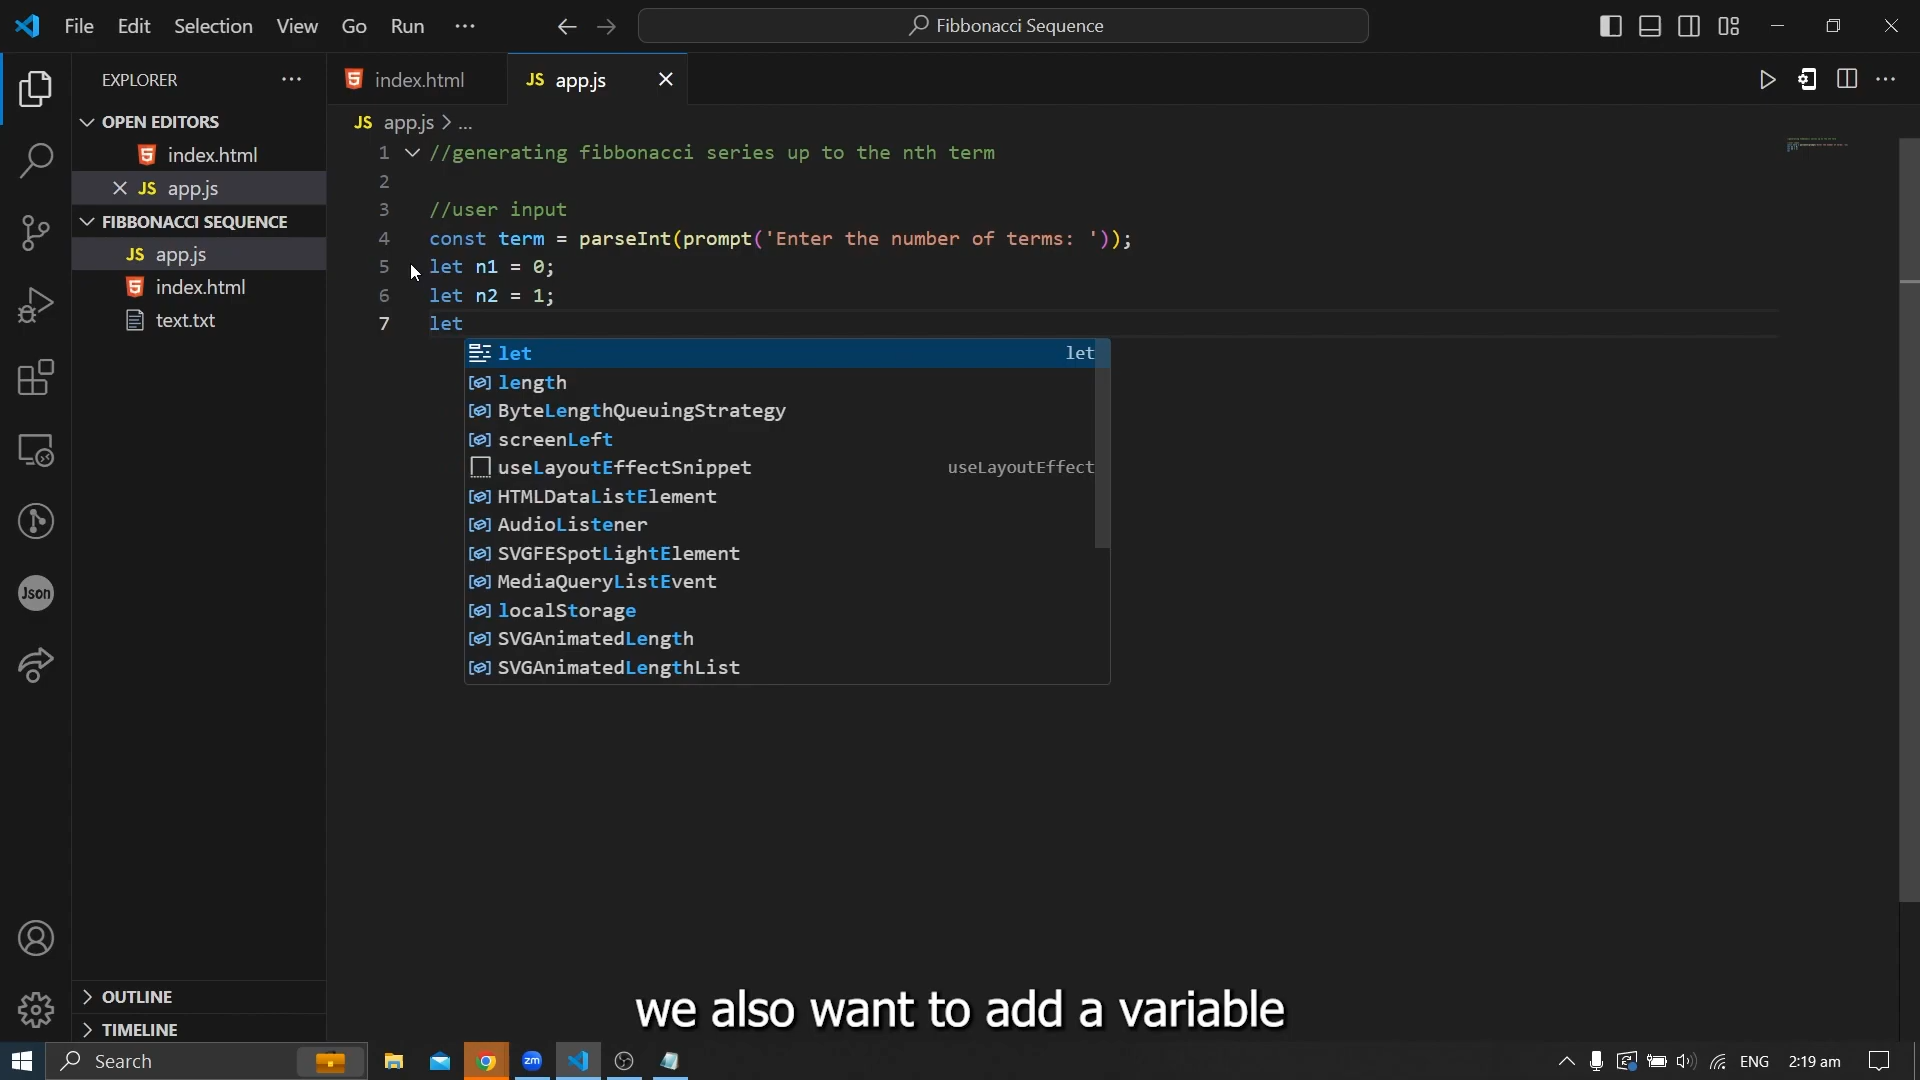 File Edit Selection View Go Run ···
Fibbonacci Sequence
EXPLORER ···
index.html
JS app.js
OPEN EDITORS
index.html
JS app.js
FIBBONACCI SEQUENCE
JS app.js
index.html
text.txt
OUTLINE
TIMELINE
JS app.js > ...
1 //generating fibbonacci series up to the nth term
2
3 //user input
4 const term = parseInt(prompt('Enter the number of terms: '));
5 let n1 = 0;
6 let n2 = 1;
7 let
let let
length
ByteLengthQueuingStrategy
screenLeft
useLayoutEffectSnippet useLayoutEffect
HTMLDataListElement
AudioListener
SVGFESpotLightElement
MediaQueryListEvent
localStorage
SVGAnimatedLength
SVGAnimatedLengthList
Json
we also want to add a variable
Search
zm
ENG 2:19 am